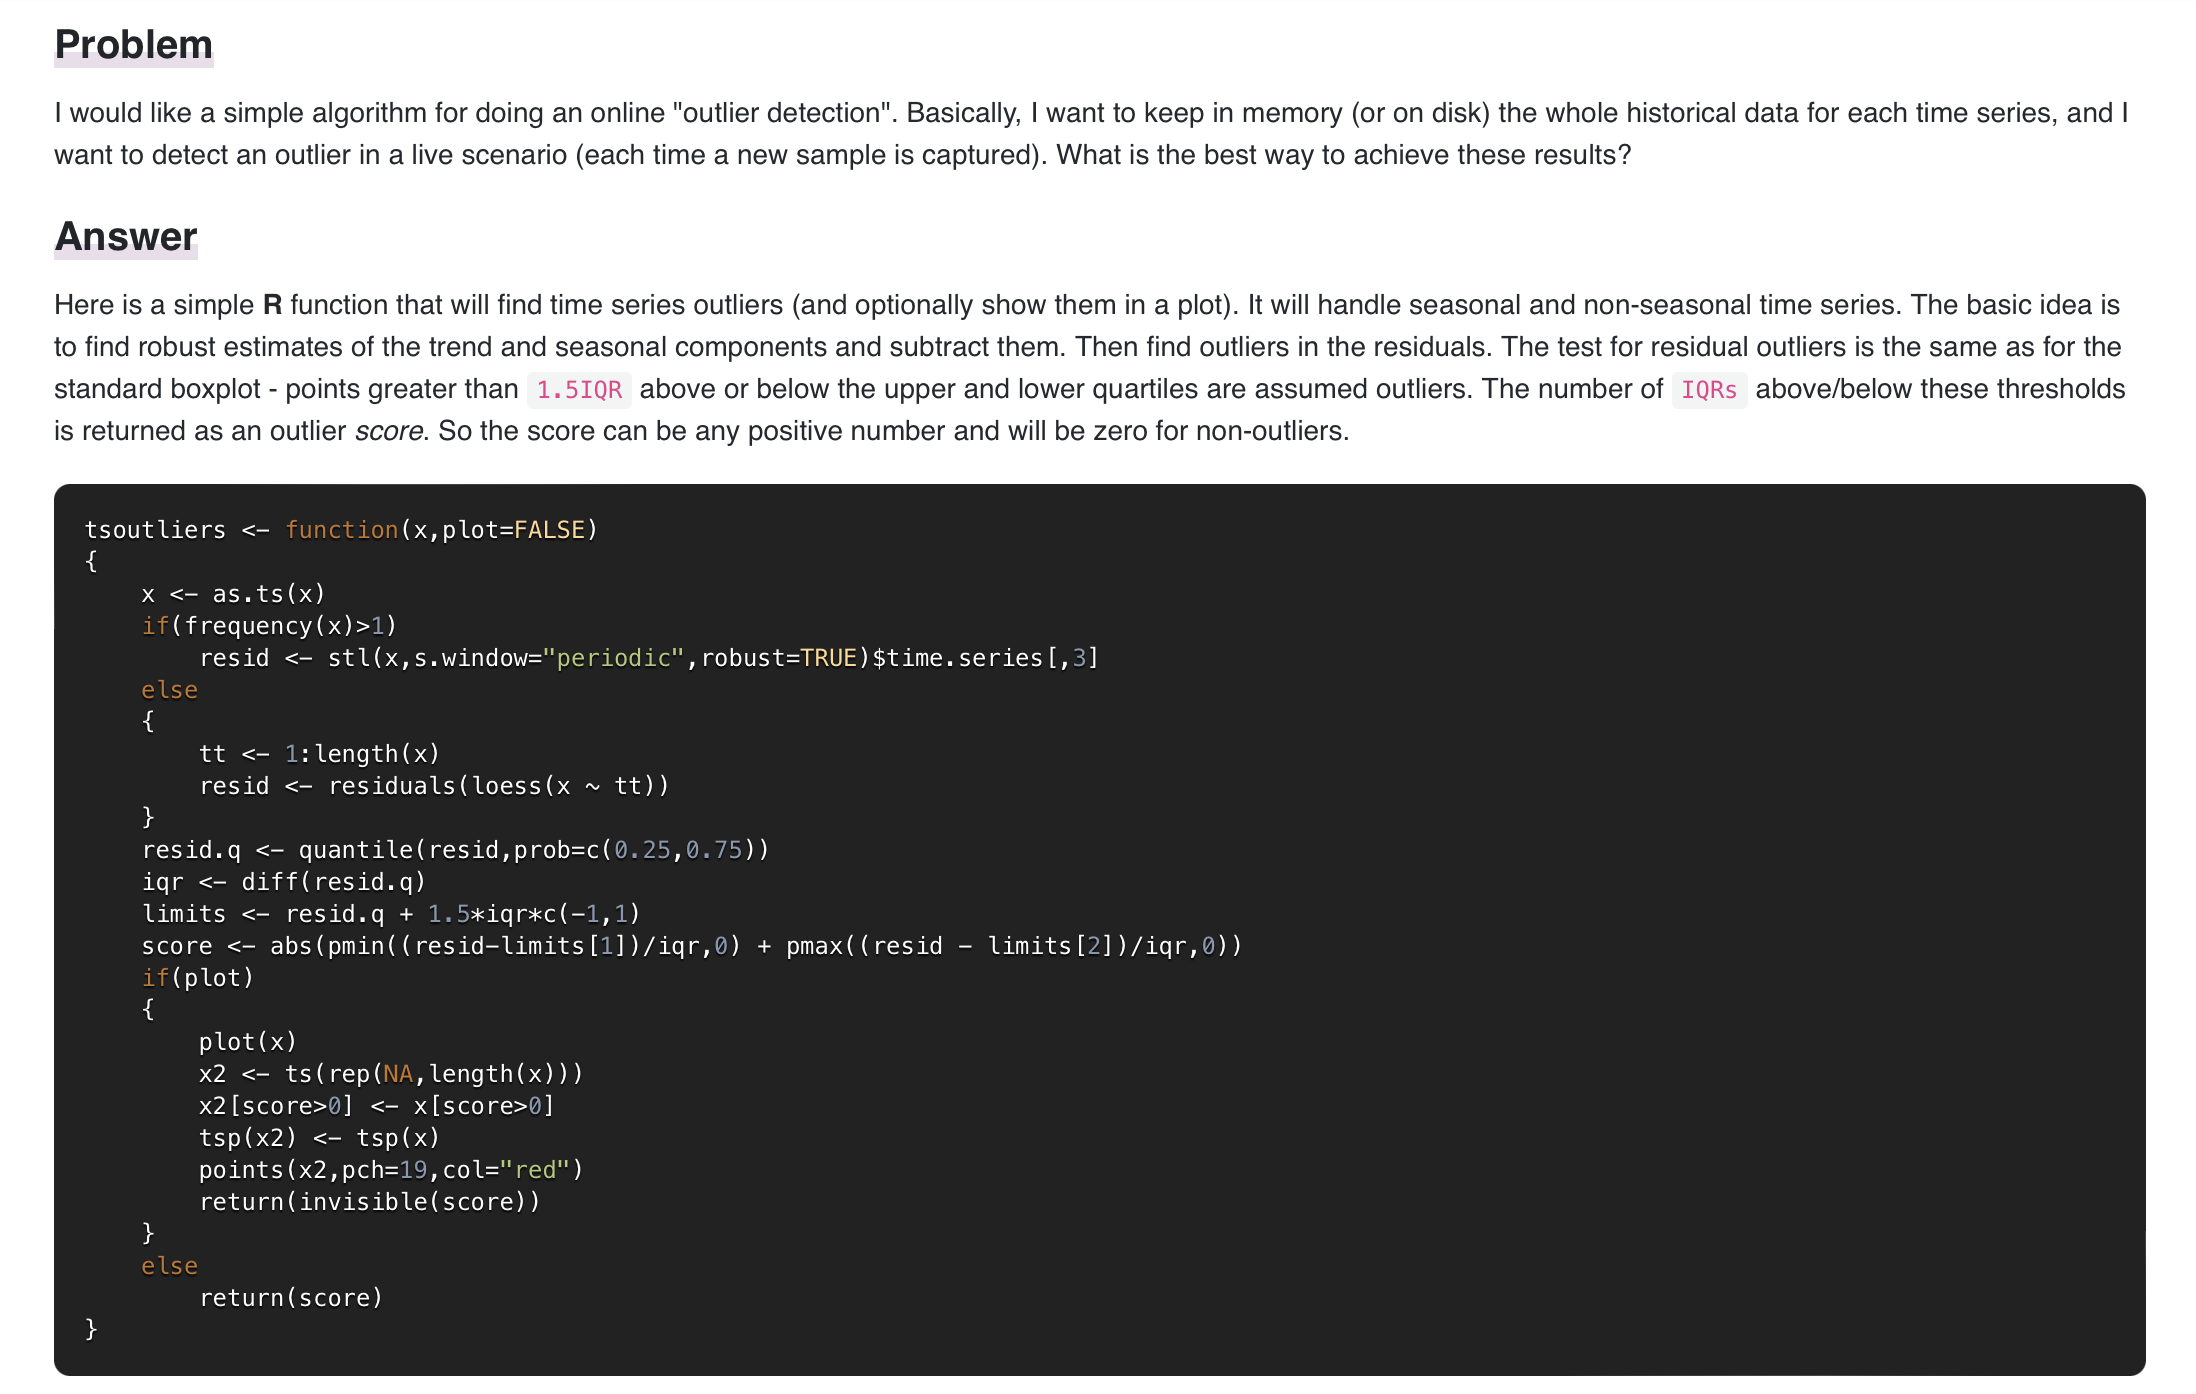 Problem
I would like a simple algorithm for doing an online "outlier detection". Basically, I want to keep in memory (or on disk) the whole historical data for each time series, and I
want to detect an outlier in a live scenario (each time a new sample is captured). What is the best way to achieve these results?
Answer
Here is a simple R function that will find time series outliers (and optionally show them in a plot). It will handle seasonal and non-seasonal time series. The basic idea is
to find robust estimates of the trend and seasonal components and subtract them. Then find outliers in the residuals. The test for residual outliers is the same as for the
standard boxplot - points greater than 1.5IQR above or below the upper and lower quartiles are assumed outliers. The number of IQRs above/below these thresholds
is returned as an outlier score. So the score can be any positive number and will be zero for non-outliers.
tsoutliers <- function(x,plot=FALSE)
{
    x <- as.ts(x)
    if(frequency(x)>1)
        resid <- stl(x,s.window="periodic",robust=TRUE)$time.series[,3]
    else
    {
        tt <- 1:length(x)
        resid <- residuals(loess(x ~ tt))
    }
    resid.q <- quantile(resid,prob=c(0.25,0.75))
    iqr <- diff(resid.q)
    limits <- resid.q + 1.5*iqr*c(-1,1)
    score <- abs(pmin((resid-limits[1])/iqr,0) + pmax((resid - limits[2])/iqr,0))
    if(plot)
    {
        plot(x)
        x2 <- ts(rep(NA,length(x)))
        x2[score>0] <- x[score>0]
        tsp(x2) <- tsp(x)
        points(x2,pch=19,col="red")
        return(invisible(score))
    }
    else
        return(score)
}